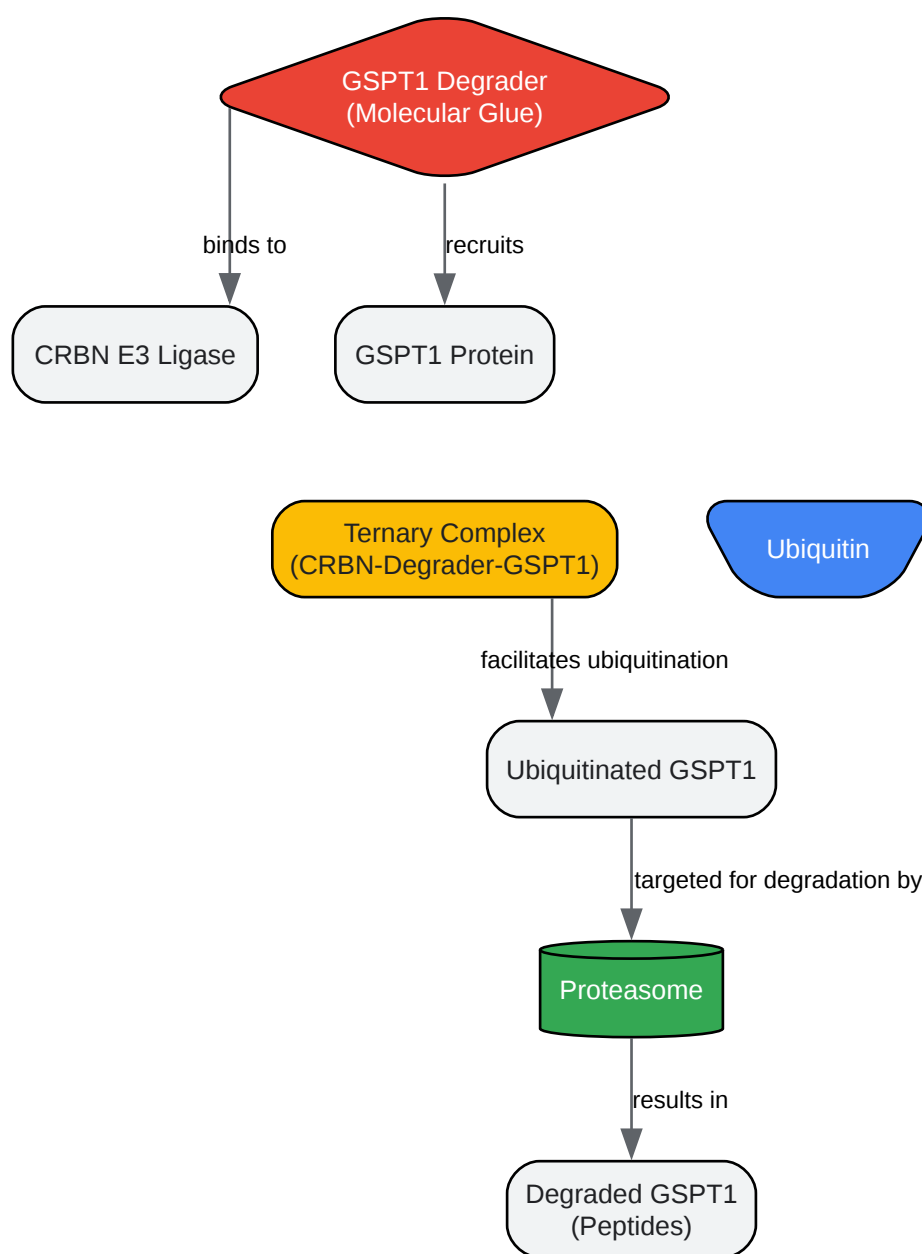 GSPT1 Degrader
(Molecular Glue)
binds to
recruits
CRBN E3 Ligase
GSPT1 Protein
Ternary Complex
(CRBN-Degrader-GSPT1)
Ubiquitin
facilitates ubiquitination
Ubiquitinated GSPT1
targeted for degradation by
Proteasome
results in
Degraded GSPT1
(Peptides)